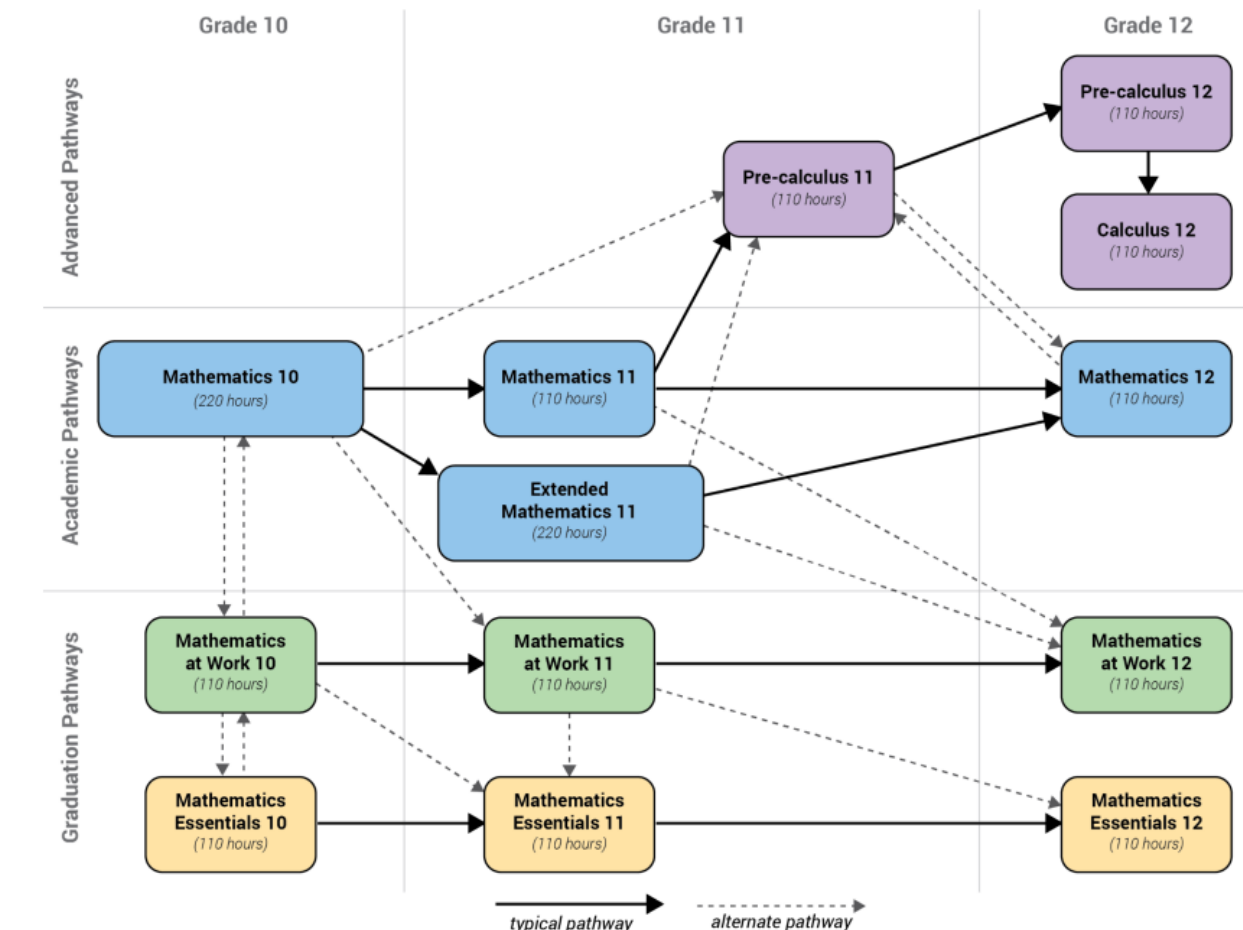 Grade 10
Grade 11
Grade 12
Advanced Pathways
Pre-calculus 12
(110 hours)
Pre-calculus 11
(110 hours)
Calculus 12
(110 hours)
Academic Pathways
Mathematics 10
(220 hours)
Mathematics 11
(110 hours)
Mathematics 12
(110 hours)
Extended
Mathematics 11
(220 hours)
Graduation Pathways
Mathematics
at Work 10
(110 hours)
Mathematics
at Work 11
(110 hours)
Mathematics
at Work 12
(110 hours)
Mathematics
Essentials 10
(110 hours)
Mathematics
Essentials 11
(110 hours)
Mathematics
Essentials 12
(110 hours)
typical pathway
alternate pathway